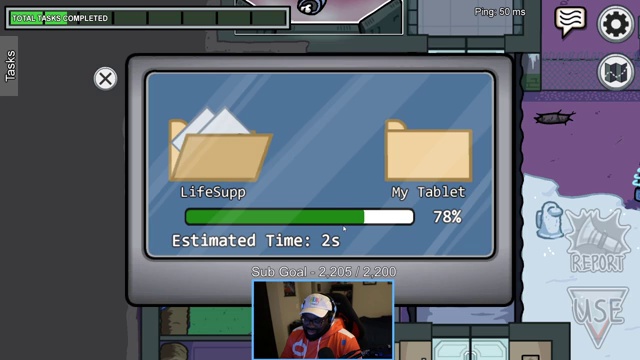 TOTAL TASKS COMPLETED
Ping: 50 ms
Tasks
LifeSupp
My Tablet
78%
Estimated Time: 2s
Sub Goal - 2,205 / 2,200
REPORT
USE